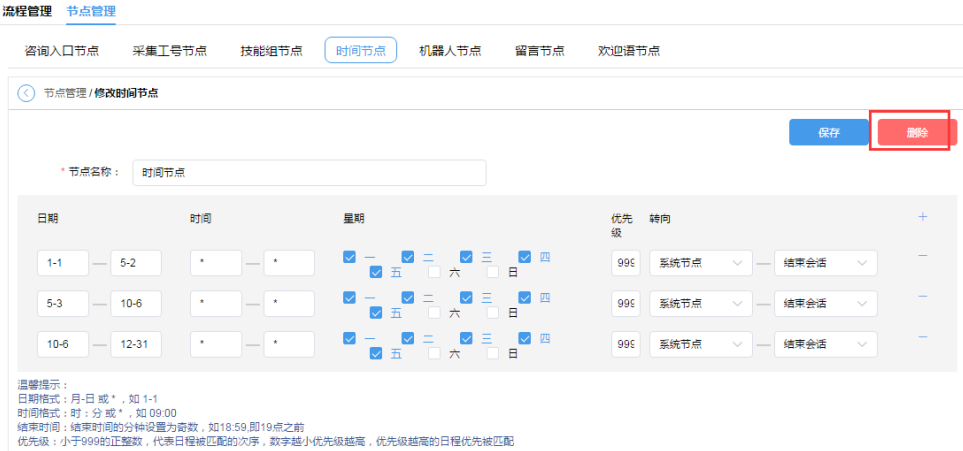 流程管理 节点管理
咨询入口节点 采集工号节点 技能组节点 时间节点 机器人节点 留言节点 欢迎语节点
节点管理 / 修改时间节点
保存 删除
* 节点名称： 时间节点
日期 时间 星期 优先级 转向 +
1-1 — 5-2 * — * 一 二 三 四 五 六 日 999 系统节点 — 结束会话 −
5-3 — 10-6 * — * 一 二 三 四 五 六 日 999 系统节点 — 结束会话 −
10-6 — 12-31 * — * 一 二 三 四 五 六 日 999 系统节点 — 结束会话 −
温馨提示：
日期格式：月-日 或 * ，如 1-1
时间格式：时：分 或 * ，如 09:00
结束时间：结束时间的分钟设置为奇数，如18:59,即19点之前
优先级：小于999的正整数，代表日程被匹配的次序，数字越小优先级越高，优先级越高的日程优先被匹配